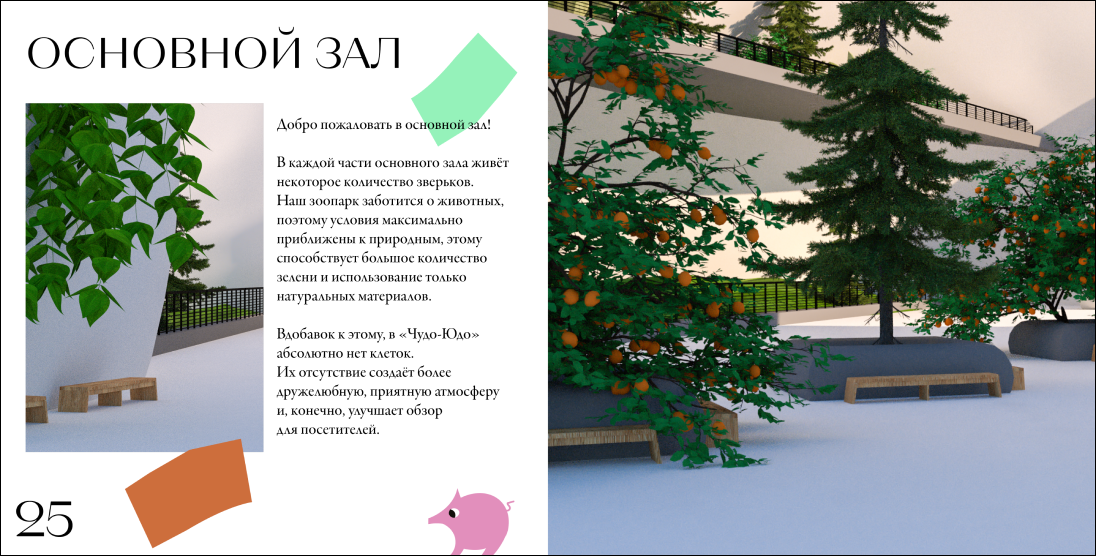 ОСНОВНОЙ ЗАЛ
Добро пожаловать в основной зал!
В каждой части основного зала живёт
некоторое количество зверьков.
Наш зоопарк заботится о животных,
поэтому условия максимально
приближены к природным, этому
способствует большое количество
зелени и использование только
натуральных материалов.
Вдобавок к этому, в «Чудо-Юдо»
абсолютно нет клеток.
Их отсутствие создаёт более
дружелюбную, приятную атмосферу
и, конечно, улучшает обзор
для посетителей.
25